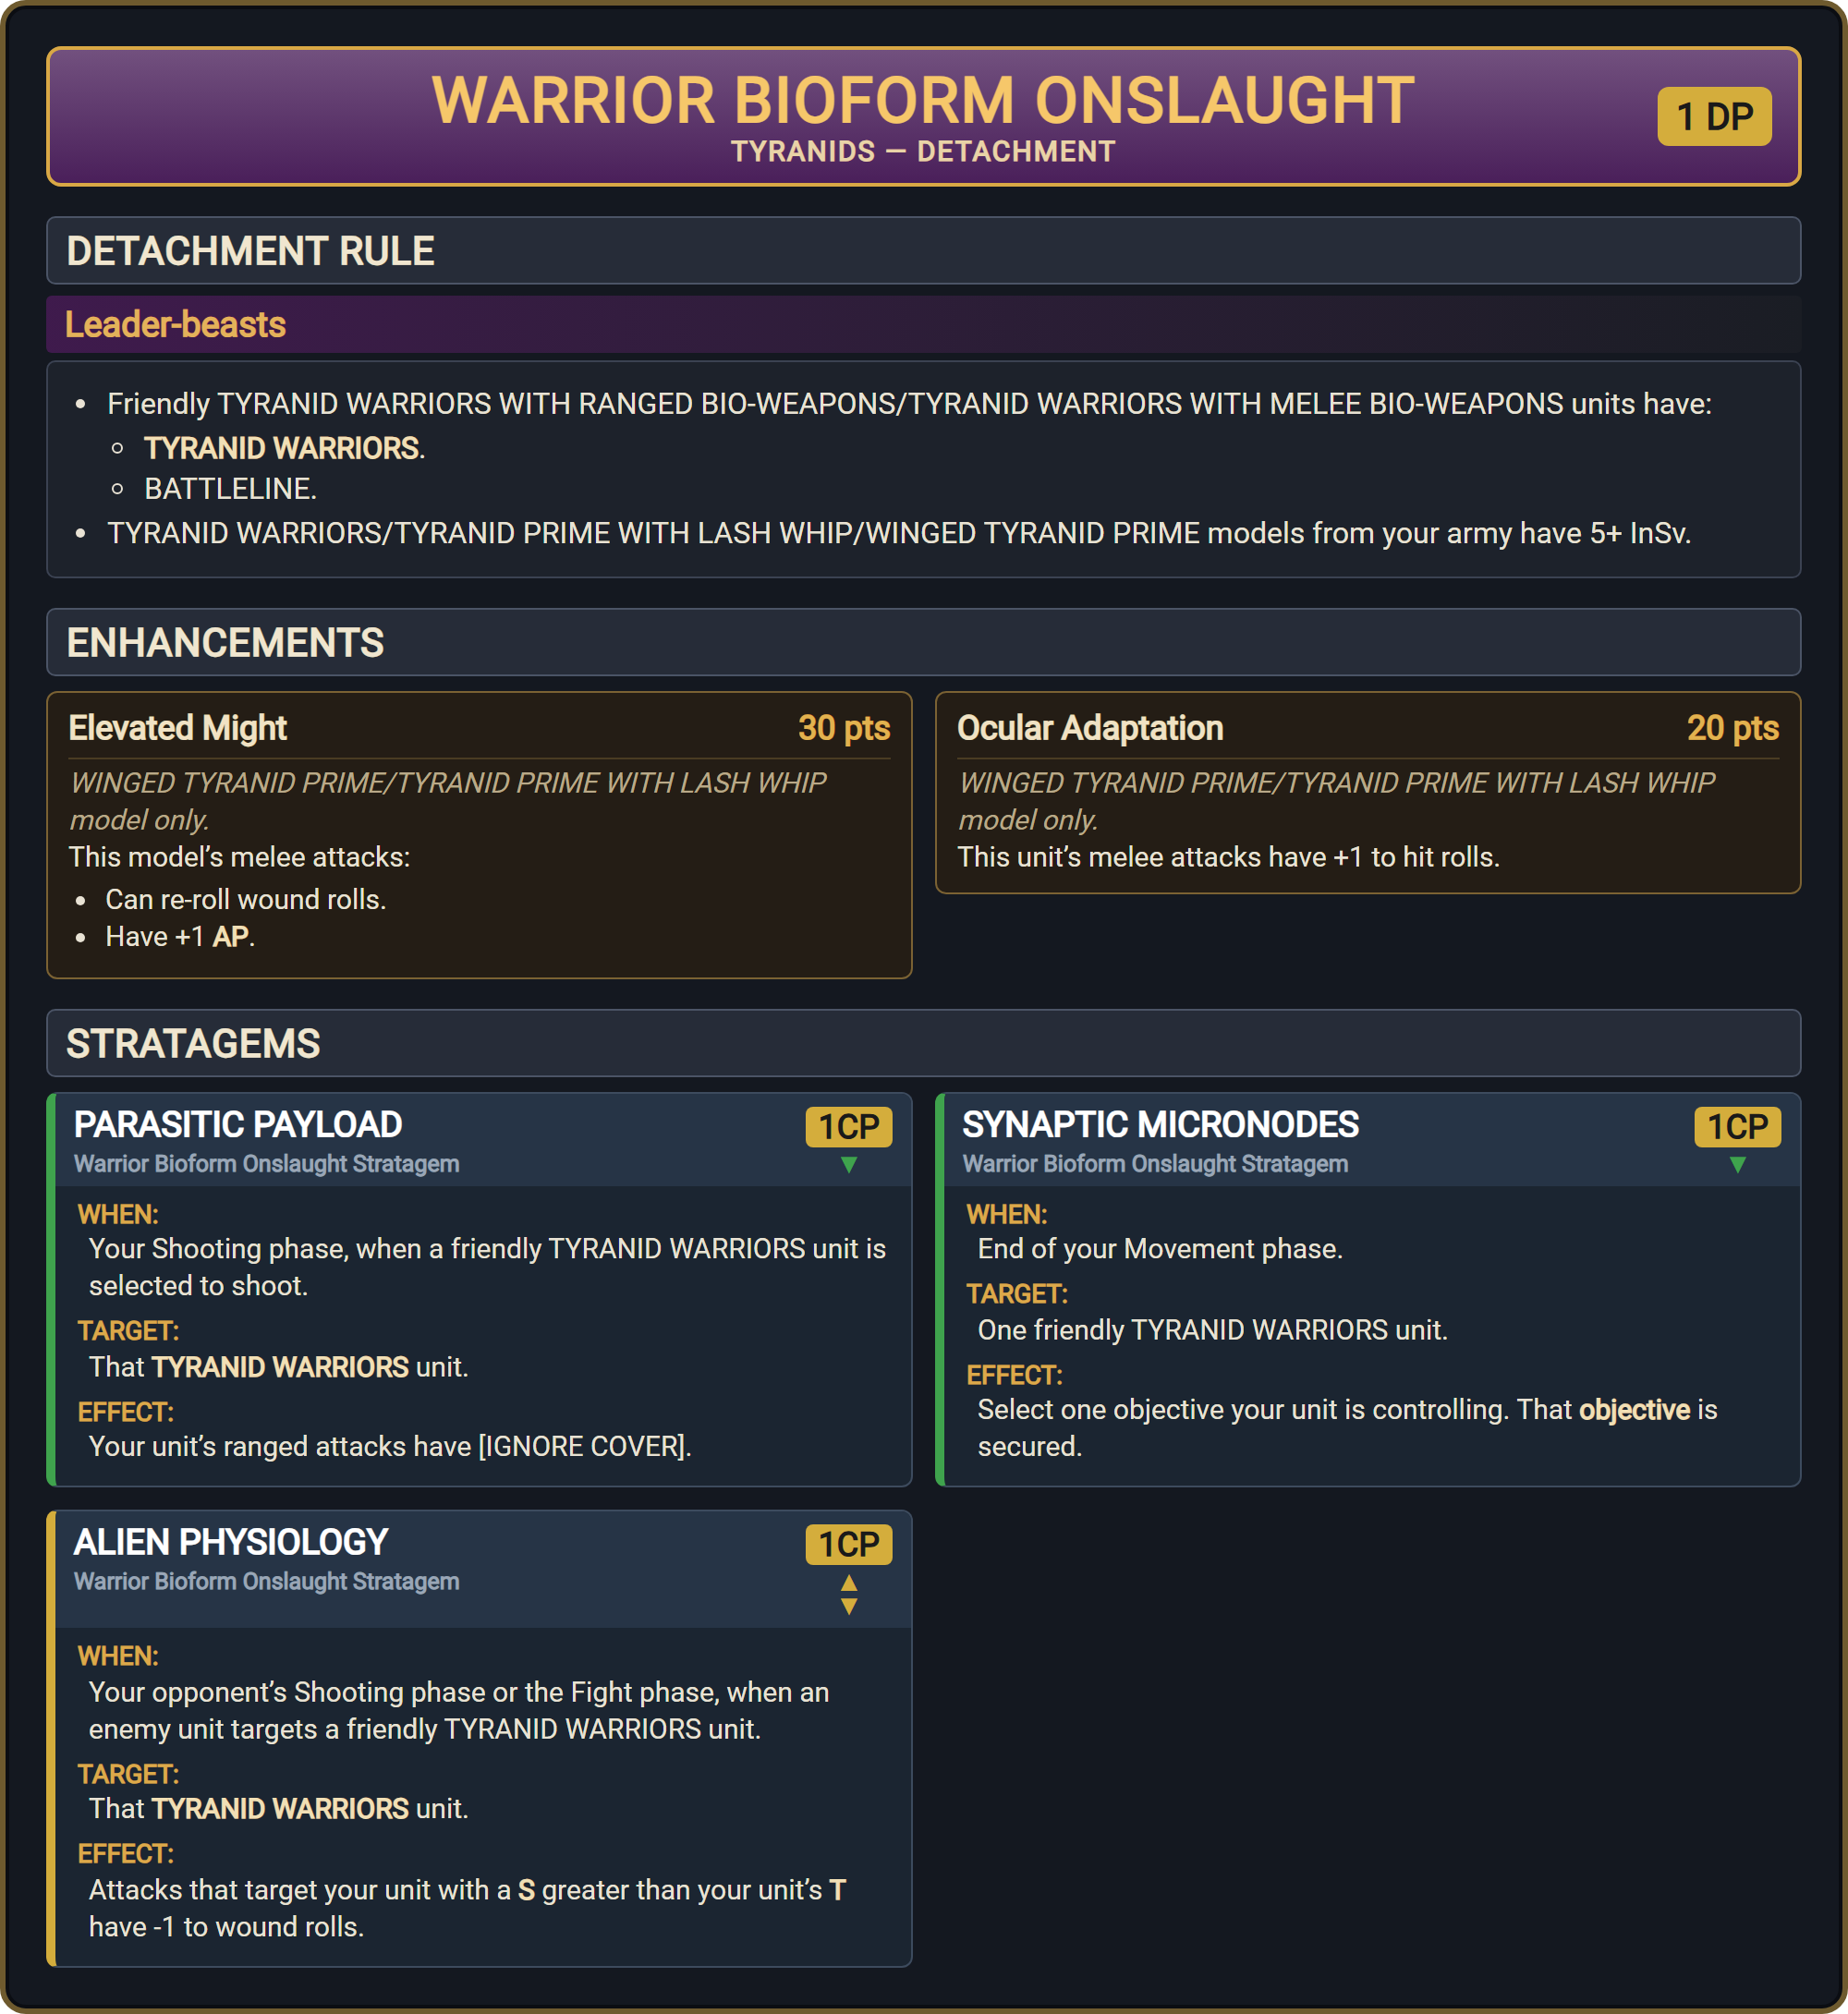 WARRIOR BIOFORM ONSLAUGHT
TYRANIDS — DETACHMENT
1 DP
DETACHMENT RULE
Leader-beasts
• Friendly TYRANID WARRIORS WITH RANGED BIO-WEAPONS/TYRANID WARRIORS WITH MELEE BIO-WEAPONS units have:
◦ TYRANID WARRIORS.
◦ BATTLELINE.
• TYRANID WARRIORS/TYRANID PRIME WITH LASH WHIP/WINGED TYRANID PRIME models from your army have 5+ InSv.
ENHANCEMENTS
Elevated Might 30 pts
WINGED TYRANID PRIME/TYRANID PRIME WITH LASH WHIP
model only.
This model’s melee attacks:
• Can re-roll wound rolls.
• Have +1 AP.
Ocular Adaptation 20 pts
WINGED TYRANID PRIME/TYRANID PRIME WITH LASH WHIP
model only.
This unit’s melee attacks have +1 to hit rolls.
STRATAGEMS
PARASITIC PAYLOAD 1CP
Warrior Bioform Onslaught Stratagem ▼
WHEN:
Your Shooting phase, when a friendly TYRANID WARRIORS unit is
selected to shoot.
TARGET:
That TYRANID WARRIORS unit.
EFFECT:
Your unit’s ranged attacks have [IGNORE COVER].
SYNAPTIC MICRONODES 1CP
Warrior Bioform Onslaught Stratagem ▼
WHEN:
End of your Movement phase.
TARGET:
One friendly TYRANID WARRIORS unit.
EFFECT:
Select one objective your unit is controlling. That objective is
secured.
ALIEN PHYSIOLOGY 1CP
Warrior Bioform Onslaught Stratagem ▲
▼
WHEN:
Your opponent’s Shooting phase or the Fight phase, when an
enemy unit targets a friendly TYRANID WARRIORS unit.
TARGET:
That TYRANID WARRIORS unit.
EFFECT:
Attacks that target your unit with a S greater than your unit’s T
have -1 to wound rolls.